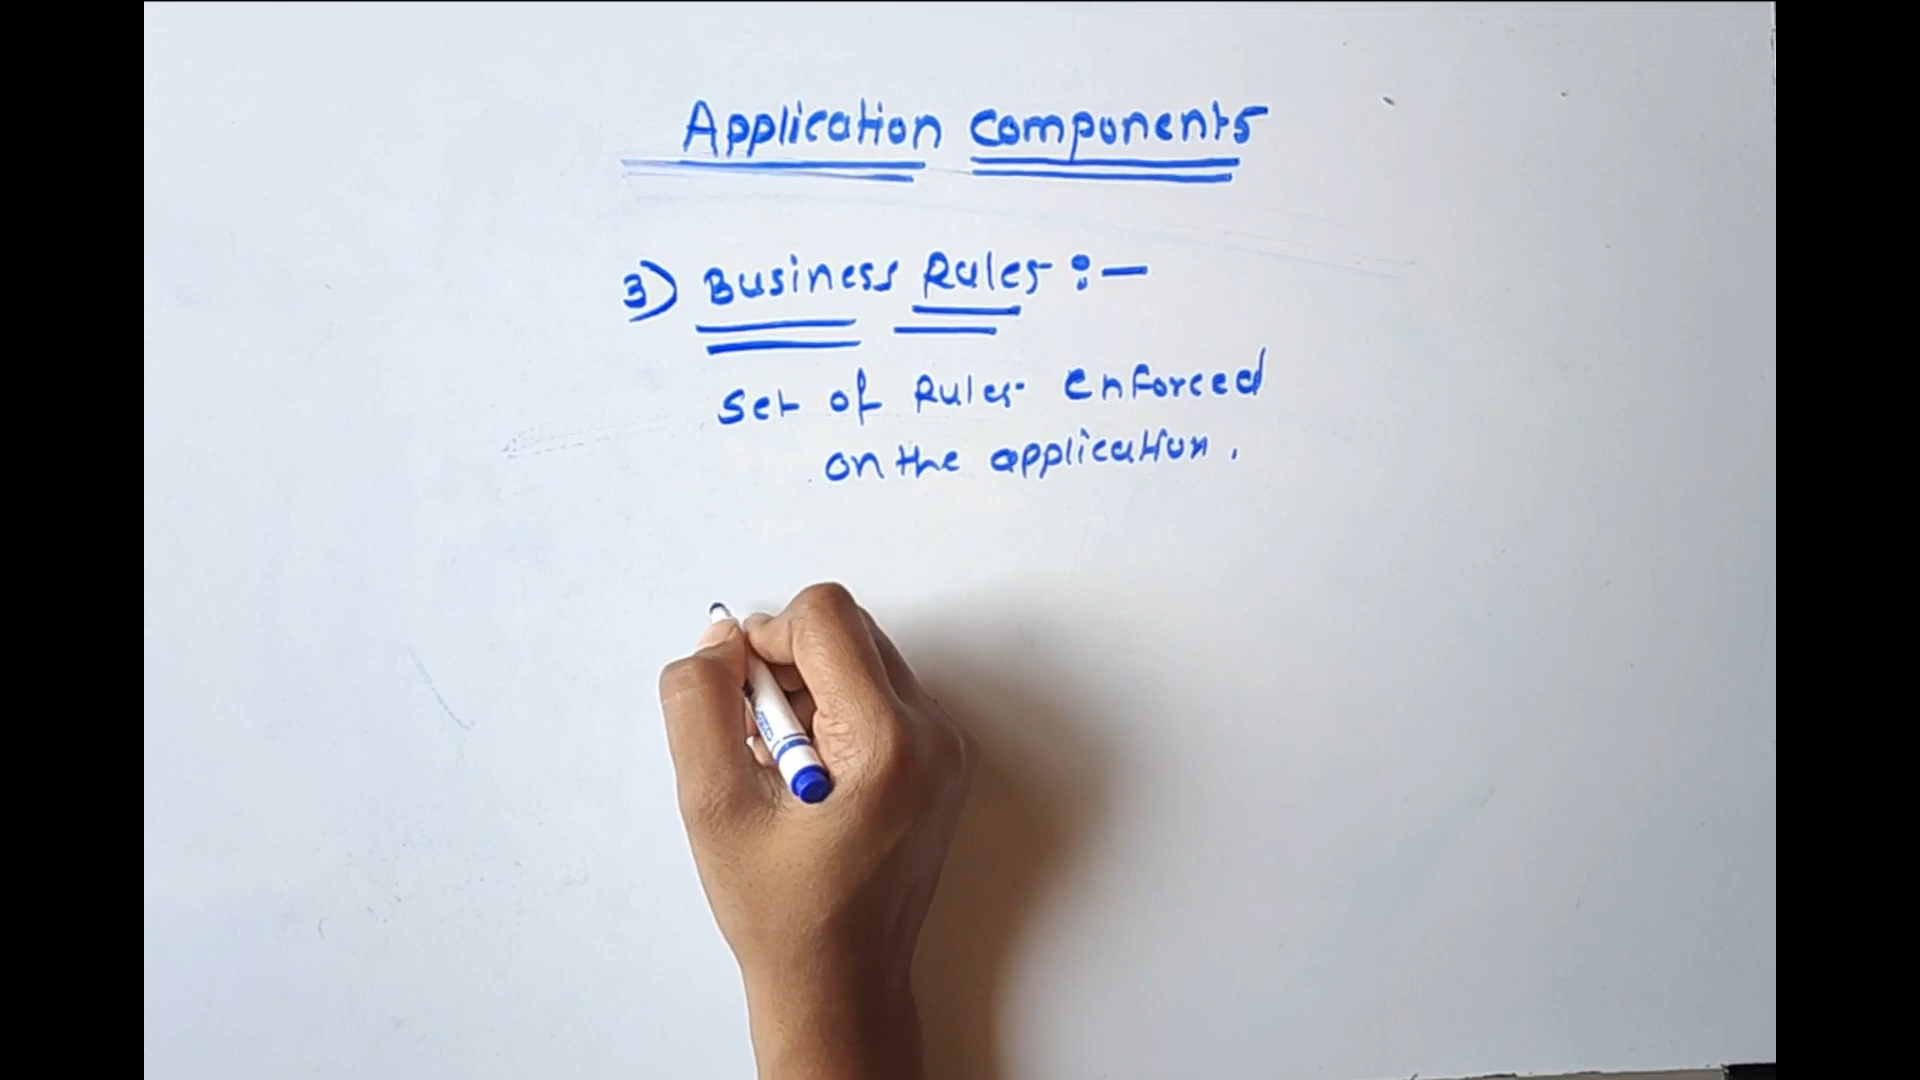 Application Components
3) Business Rules :-
Set of Rules Enforced
on the application.